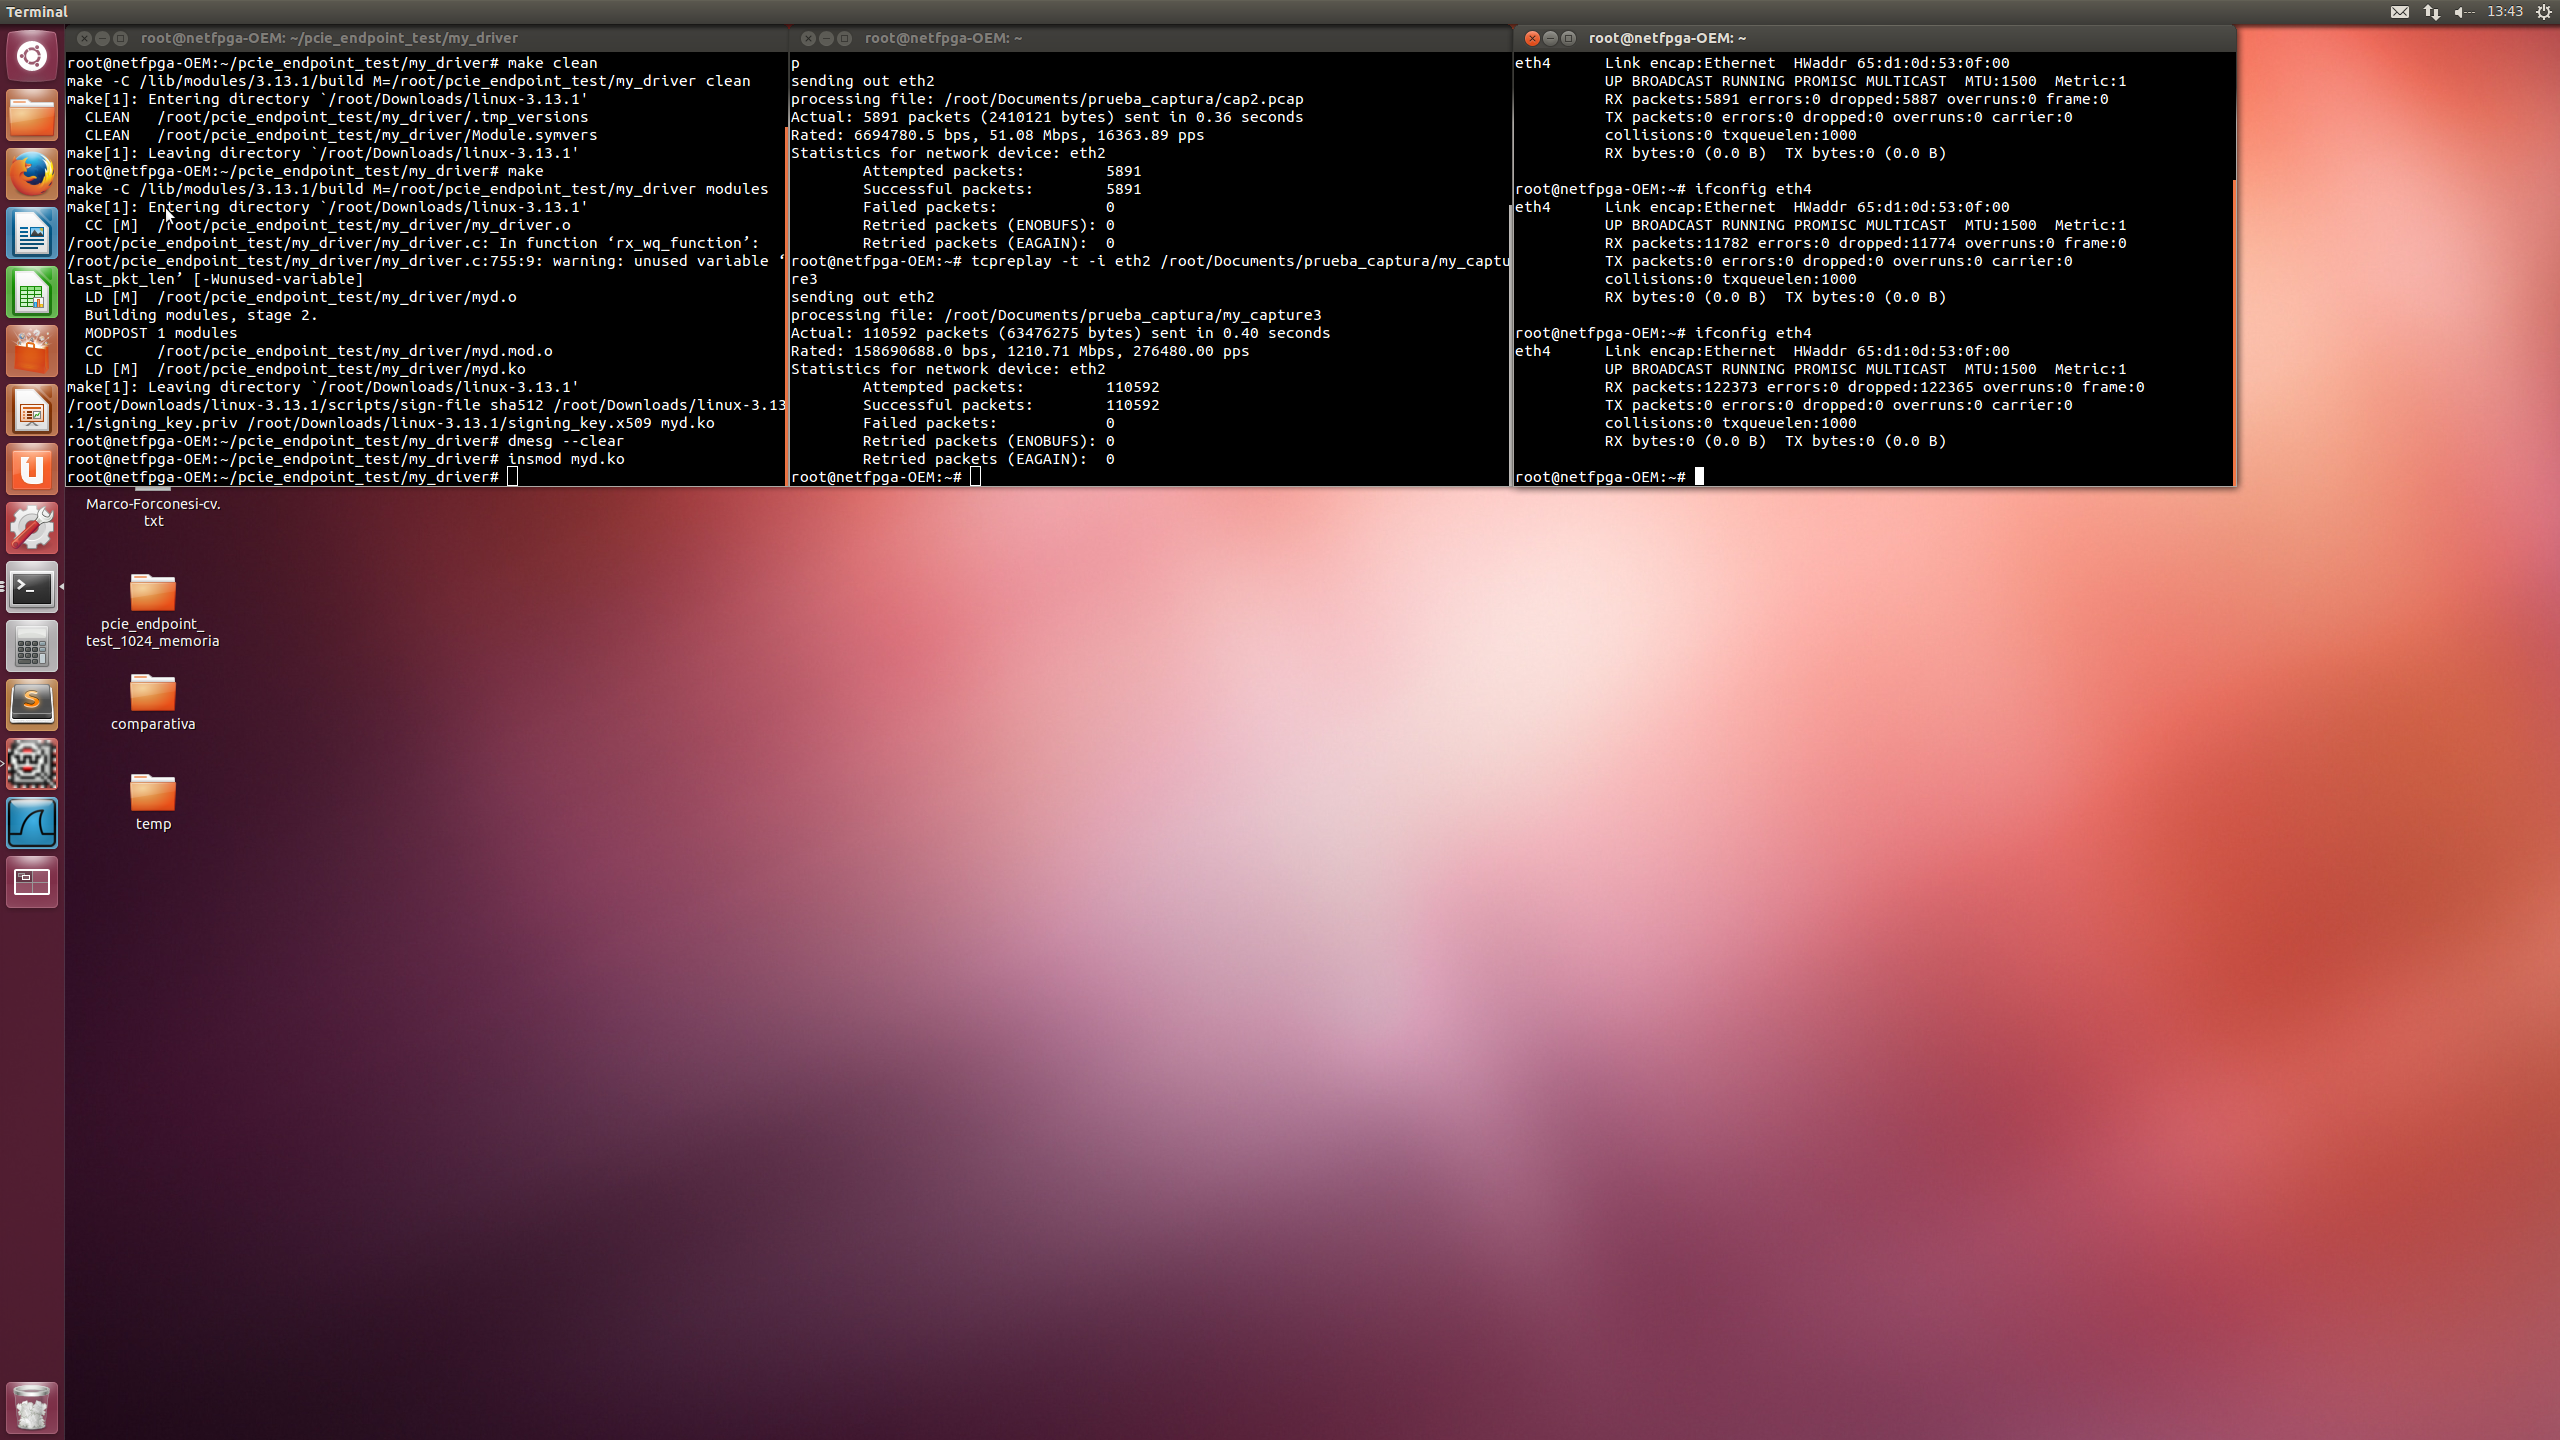 Terminal
13:43
root@netfpga-OEM: ~/pcie_endpoint_test/my_driver
root@netfpga-OEM:~/pcie_endpoint_test/my_driver# make clean
make -C /lib/modules/3.13.1/build M=/root/pcie_endpoint_test/my_driver clean
make[1]: Entering directory `/root/Downloads/linux-3.13.1'
  CLEAN   /root/pcie_endpoint_test/my_driver/.tmp_versions
  CLEAN   /root/pcie_endpoint_test/my_driver/Module.symvers
make[1]: Leaving directory `/root/Downloads/linux-3.13.1'
root@netfpga-OEM:~/pcie_endpoint_test/my_driver# make
make -C /lib/modules/3.13.1/build M=/root/pcie_endpoint_test/my_driver modules
make[1]: Entering directory `/root/Downloads/linux-3.13.1'
  CC [M]  /root/pcie_endpoint_test/my_driver/my_driver.o
/root/pcie_endpoint_test/my_driver/my_driver.c: In function ‘rx_wq_function’:
/root/pcie_endpoint_test/my_driver/my_driver.c:755:9: warning: unused variable ‘
last_pkt_len’ [-Wunused-variable]
  LD [M]  /root/pcie_endpoint_test/my_driver/myd.o
  Building modules, stage 2.
  MODPOST 1 modules
  CC      /root/pcie_endpoint_test/my_driver/myd.mod.o
  LD [M]  /root/pcie_endpoint_test/my_driver/myd.ko
make[1]: Leaving directory `/root/Downloads/linux-3.13.1'
/root/Downloads/linux-3.13.1/scripts/sign-file sha512 /root/Downloads/linux-3.13
.1/signing_key.priv /root/Downloads/linux-3.13.1/signing_key.x509 myd.ko
root@netfpga-OEM:~/pcie_endpoint_test/my_driver# dmesg --clear
root@netfpga-OEM:~/pcie_endpoint_test/my_driver# insmod myd.ko
root@netfpga-OEM:~/pcie_endpoint_test/my_driver#
root@netfpga-OEM: ~
p
sending out eth2
processing file: /root/Documents/prueba_captura/cap2.pcap
Actual: 5891 packets (2410121 bytes) sent in 0.36 seconds
Rated: 6694780.5 bps, 51.08 Mbps, 16363.89 pps
Statistics for network device: eth2
        Attempted packets:         5891
        Successful packets:        5891
        Failed packets:            0
        Retried packets (ENOBUFS): 0
        Retried packets (EAGAIN):  0
root@netfpga-OEM:~# tcpreplay -t -i eth2 /root/Documents/prueba_captura/my_captu
re3
sending out eth2
processing file: /root/Documents/prueba_captura/my_capture3
Actual: 110592 packets (63476275 bytes) sent in 0.40 seconds
Rated: 158690688.0 bps, 1210.71 Mbps, 276480.00 pps
Statistics for network device: eth2
        Attempted packets:         110592
        Successful packets:        110592
        Failed packets:            0
        Retried packets (ENOBUFS): 0
        Retried packets (EAGAIN):  0
root@netfpga-OEM:~#
root@netfpga-OEM: ~
eth4      Link encap:Ethernet  HWaddr 65:d1:0d:53:0f:00
          UP BROADCAST RUNNING PROMISC MULTICAST  MTU:1500  Metric:1
          RX packets:5891 errors:0 dropped:5887 overruns:0 frame:0
          TX packets:0 errors:0 dropped:0 overruns:0 carrier:0
          collisions:0 txqueuelen:1000
          RX bytes:0 (0.0 B)  TX bytes:0 (0.0 B)
root@netfpga-OEM:~# ifconfig eth4
eth4      Link encap:Ethernet  HWaddr 65:d1:0d:53:0f:00
          UP BROADCAST RUNNING PROMISC MULTICAST  MTU:1500  Metric:1
          RX packets:11782 errors:0 dropped:11774 overruns:0 frame:0
          TX packets:0 errors:0 dropped:0 overruns:0 carrier:0
          collisions:0 txqueuelen:1000
          RX bytes:0 (0.0 B)  TX bytes:0 (0.0 B)
root@netfpga-OEM:~# ifconfig eth4
eth4      Link encap:Ethernet  HWaddr 65:d1:0d:53:0f:00
          UP BROADCAST RUNNING PROMISC MULTICAST  MTU:1500  Metric:1
          RX packets:122373 errors:0 dropped:122365 overruns:0 frame:0
          TX packets:0 errors:0 dropped:0 overruns:0 carrier:0
          collisions:0 txqueuelen:1000
          RX bytes:0 (0.0 B)  TX bytes:0 (0.0 B)
root@netfpga-OEM:~#
Marco-Forconesi-cv.
txt
pcie_endpoint_
test_1024_memoria
comparativa
temp